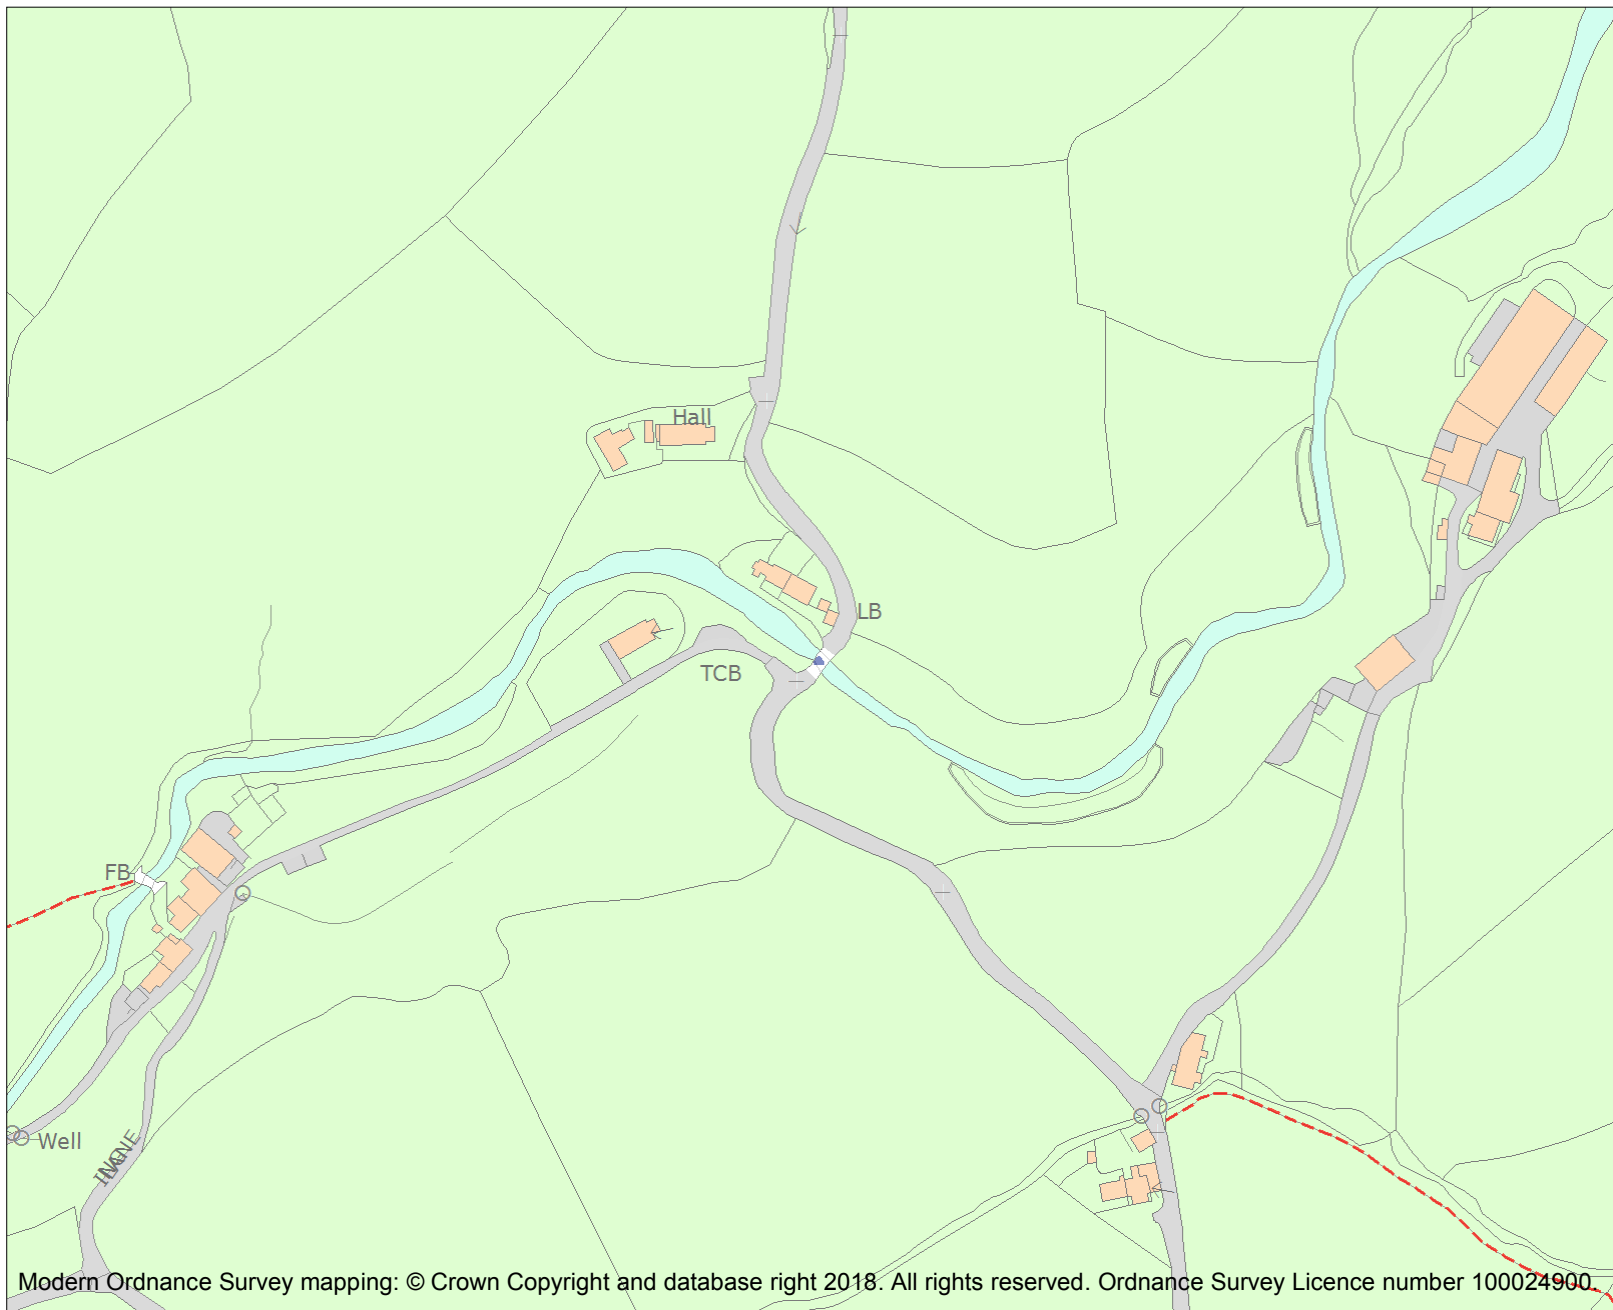 Hall
LB
TCB
FB
Well
Modern Ordnance Survey mapping: © Crown Copyright and database right 2018. All rights reserved. Ordnance Survey Licence number 100024900.